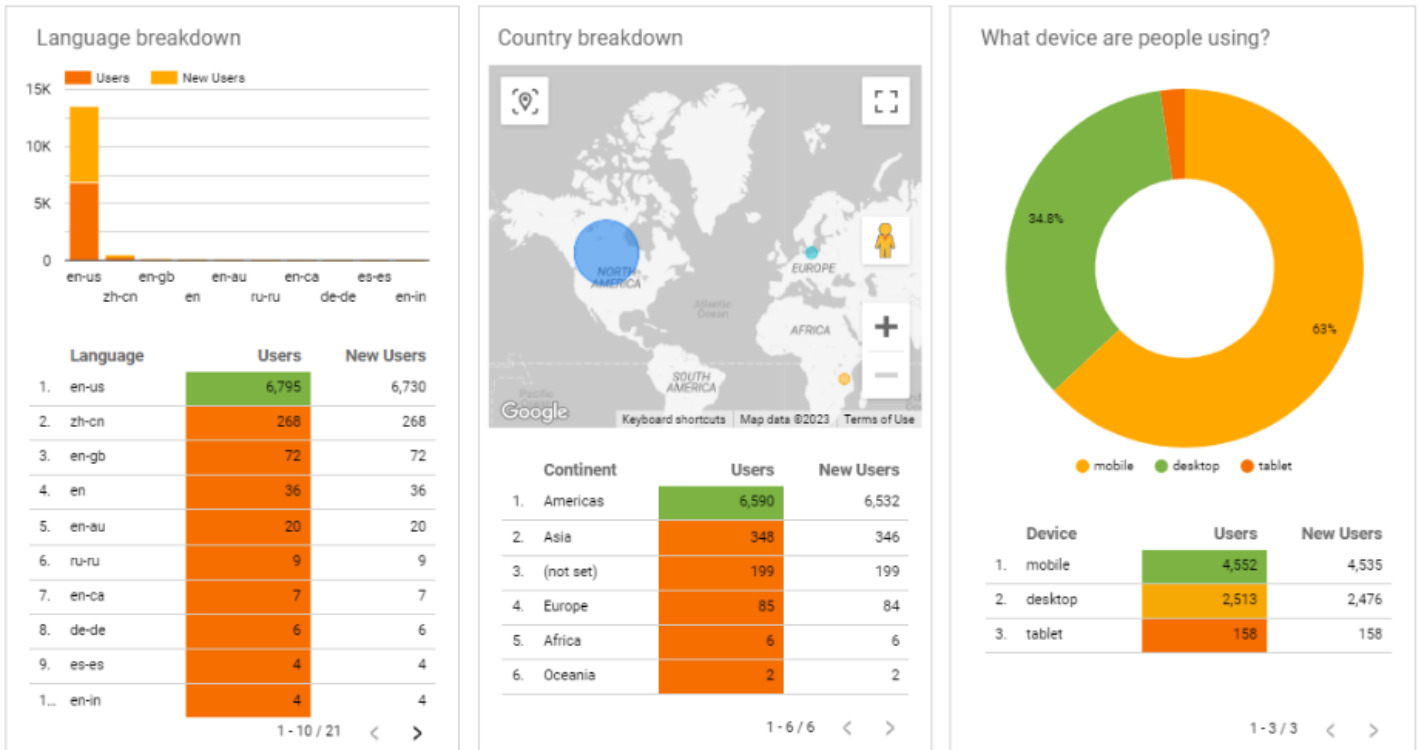 Language breakdown
Users New Users
15K
10K
5K
0
en-us en-gb en-au en-ca es-es
zh-cn en ru-ru de-de en-in
Language Users New Users
1. en-us 6,795 6,730
2. zh-cn 268 268
3. en-gb 72 72
4. en 36 36
5. en-au 20 20
6. ru-ru 9 9
7. en-ca 7 7
8. de-de 6 6
9. es-es 4 4
1... en-in 4 4
1 - 10 / 21 < >
Country breakdown
NORTH
AMERICA
EUROPE
Atlantic
Ocean
AFRICA
SOUTH
AMERICA
Pacific
Ocean
Google
Keyboard shortcuts Map data ©2023 Terms of Use
Continent Users New Users
1. Americas 6,590 6,532
2. Asia 348 346
3. (not set) 199 199
4. Europe 85 84
5. Africa 6 6
6. Oceania 2 2
1 - 6 / 6 < >
What device are people using?
34.8%
63%
mobile desktop tablet
Device Users New Users
1. mobile 4,552 4,535
2. desktop 2,513 2,476
3. tablet 158 158
1 - 3 / 3 < >